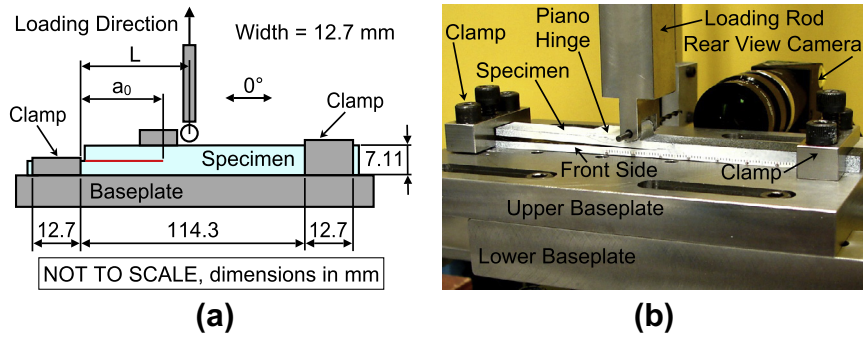 Loading Direction
Width = 12.7 mm
L
a0
0°
Clamp
Clamp
Specimen
7.11
Baseplate
12.7
114.3
12.7
NOT TO SCALE, dimensions in mm
(a)
Clamp
Piano
Hinge
Specimen
Loading Rod
Rear View Camera
Front Side
Clamp
Upper Baseplate
Lower Baseplate
(b)